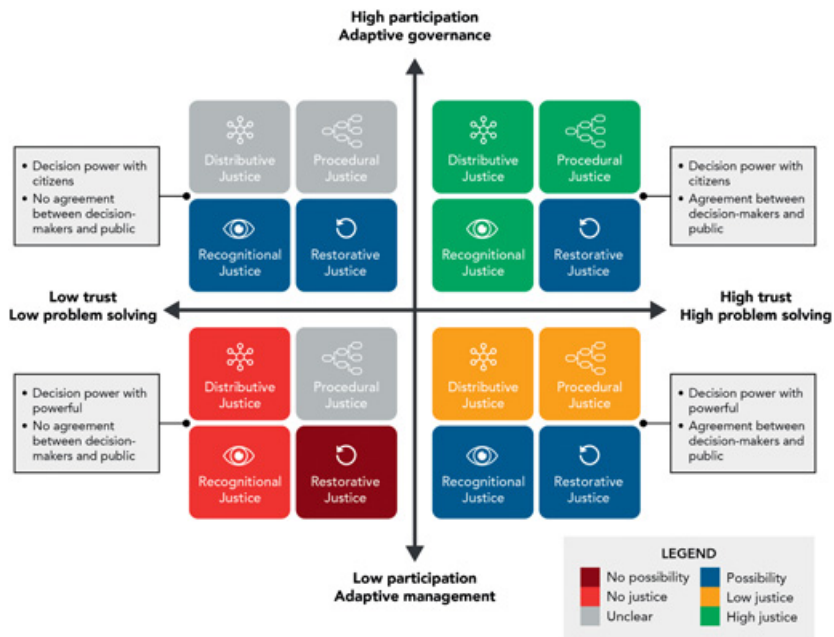 High participation
Adaptive governance
Distributive
Justice
Procedural
Justice
Distributive
Justice
Procedural
Justice
• Decision power with
citizens
• No agreement
between decision-
makers and public
Recognitional
Justice
Restorative
Justice
Recognitional
Justice
Restorative
Justice
• Decision power with
citizens
• Agreement between
decision-makers and
public
Low trust
Low problem solving
High trust
High problem solving
Distributive
Justice
Procedural
Justice
Distributive
Justice
Procedural
Justice
• Decision power with
powerful
• No agreement
between decision-
makers and public
Recognitional
Justice
Restorative
Justice
Recognitional
Justice
Restorative
Justice
• Decision power with
powerful
• Agreement between
decision-makers and
public
Low participation
Adaptive management
LEGEND
No possibility
No justice
Unclear
Possibility
Low justice
High justice